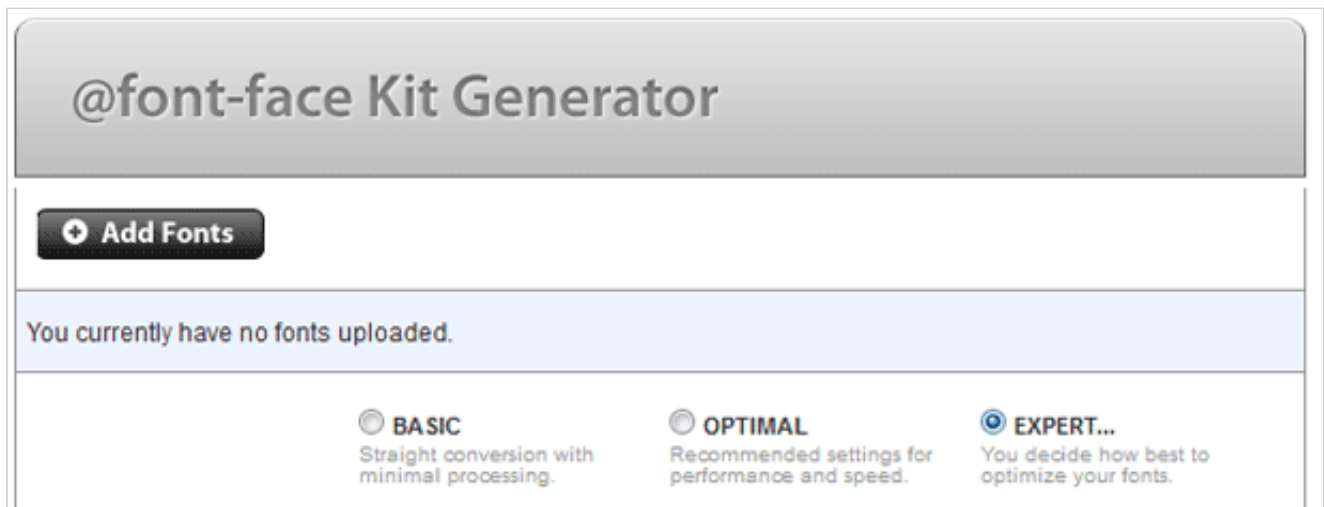 @font-face Kit Generator
Add Fonts
You currently have no fonts uploaded.
BASIC
Straight conversion with
minimal processing.
OPTIMAL
Recommended settings for
performance and speed.
EXPERT...
You decide how best to
optimize your fonts.